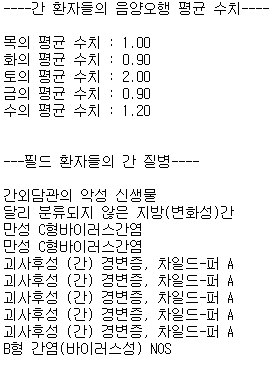 ----간 환자들의 음양오행 평균 수치----
목의 평균 수치 : 1.00
화의 평균 수치 : 0.90
토의 평균 수치 : 2.00
금의 평균 수치 : 0.90
수의 평균 수치 : 1.20
---필드 환자들의 간 질병----
간외담관의 악성 신생물
달리 분류되지 않은 지방(변화성)간
만성 C형바이러스간염
만성 C형바이러스간염
괴사후성 (간) 경변증, 차일드-퍼 A
괴사후성 (간) 경변증, 차일드-퍼 A
괴사후성 (간) 경변증, 차일드-퍼 A
괴사후성 (간) 경변증, 차일드-퍼 A
괴사후성 (간) 경변증, 차일드-퍼 A
B형 간염(바이러스성) NOS